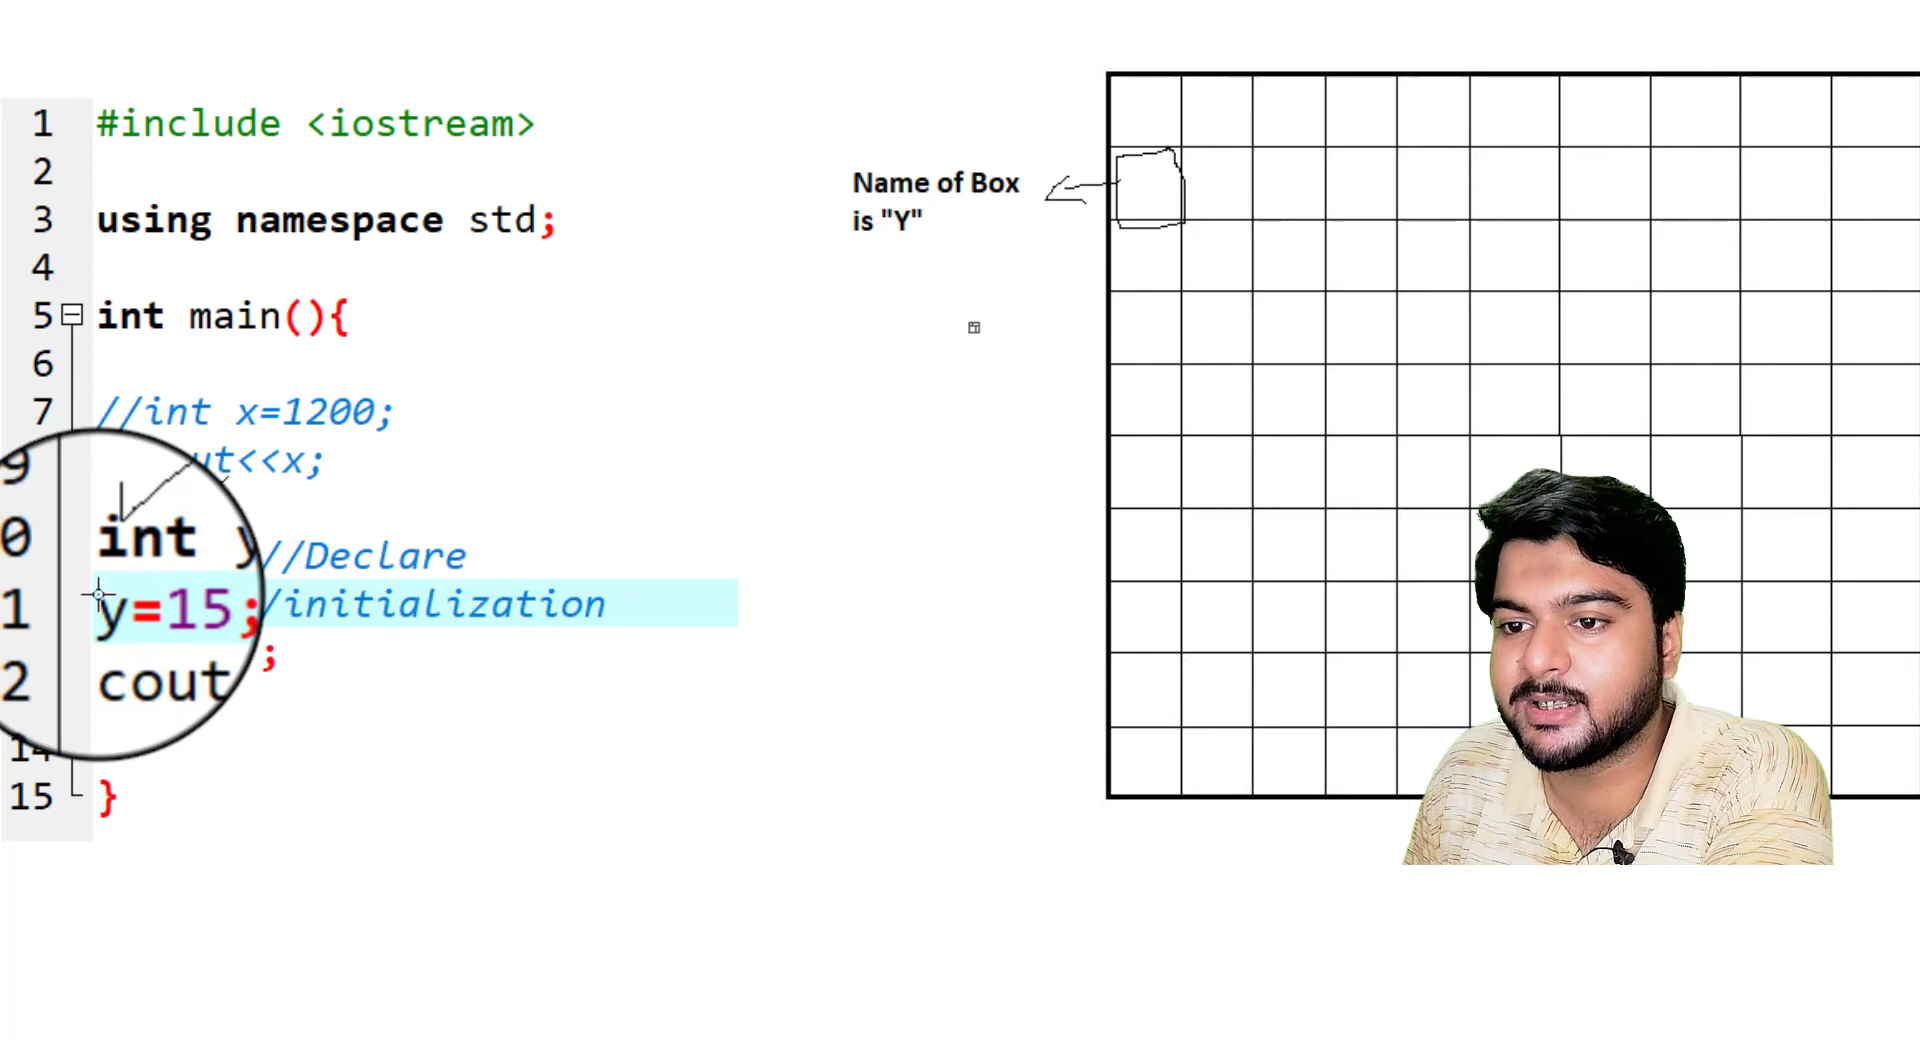 1 #include <iostream>
2
3 using namespace std;
4
5 int main(){
6
7 //int x=1200;
9 ut<<x;
0 int y //Declare
1 y=15; /initialization
2 cout ;
14
15 }
Name of Box
is "Y"